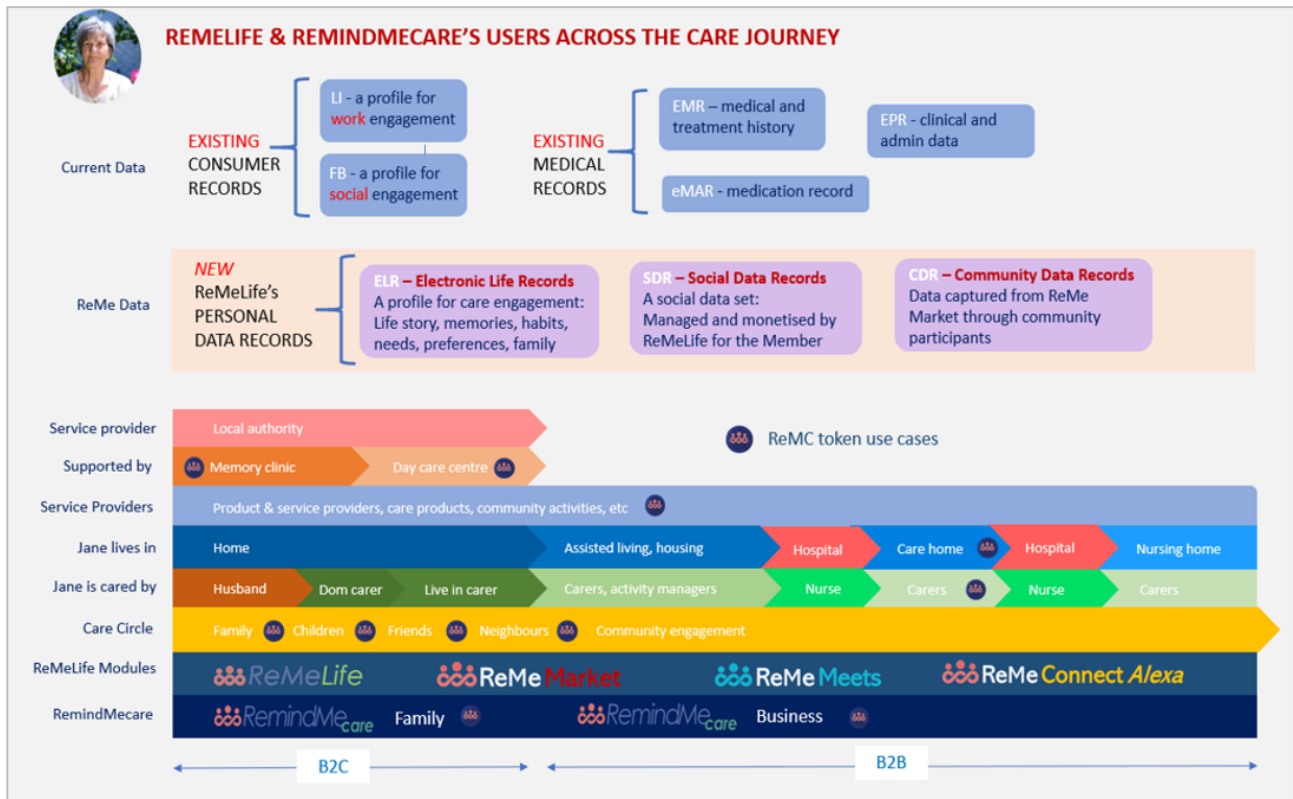 REMELIFE & REMINDMECARE'S USERS ACROSS THE CARE JOURNEY
Current Data
EXISTING
CONSUMER
RECORDS
LI - a profile for
work engagement
FB - a profile for
social engagement
EXISTING
MEDICAL
RECORDS
EMR – medical and
treatment history
EPR - clinical and
admin data
eMAR - medication record
ReMe Data
NEW
ReMeLife's
PERSONAL
DATA RECORDS
ELR – Electronic Life Records
A profile for care engagement:
Life story, memories, habits,
needs, preferences, family
SDR – Social Data Records
A social data set:
Managed and monetised by
ReMeLife for the Member
CDR – Community Data Records
Data captured from ReMe
Market through community
participants
Service provider
Local authority
ReMC token use cases
Supported by
Memory clinic
Day care centre
Service Providers
Product & service providers, care products, community activities, etc
Jane lives in
Home
Assisted living, housing
Hospital
Care home
Hospital
Nursing home
Jane is cared by
Husband
Dom carer
Live in carer
Carers, activity managers
Nurse
Carers
Nurse
Carers
Care Circle
Family
Children
Friends
Neighbours
Community engagement
ReMeLife Modules
ReMeLife
ReMe Market
ReMe Meets
ReMe Connect Alexa
RemindMecare
RemindMe care Family
RemindMe care Business
B2C
B2B